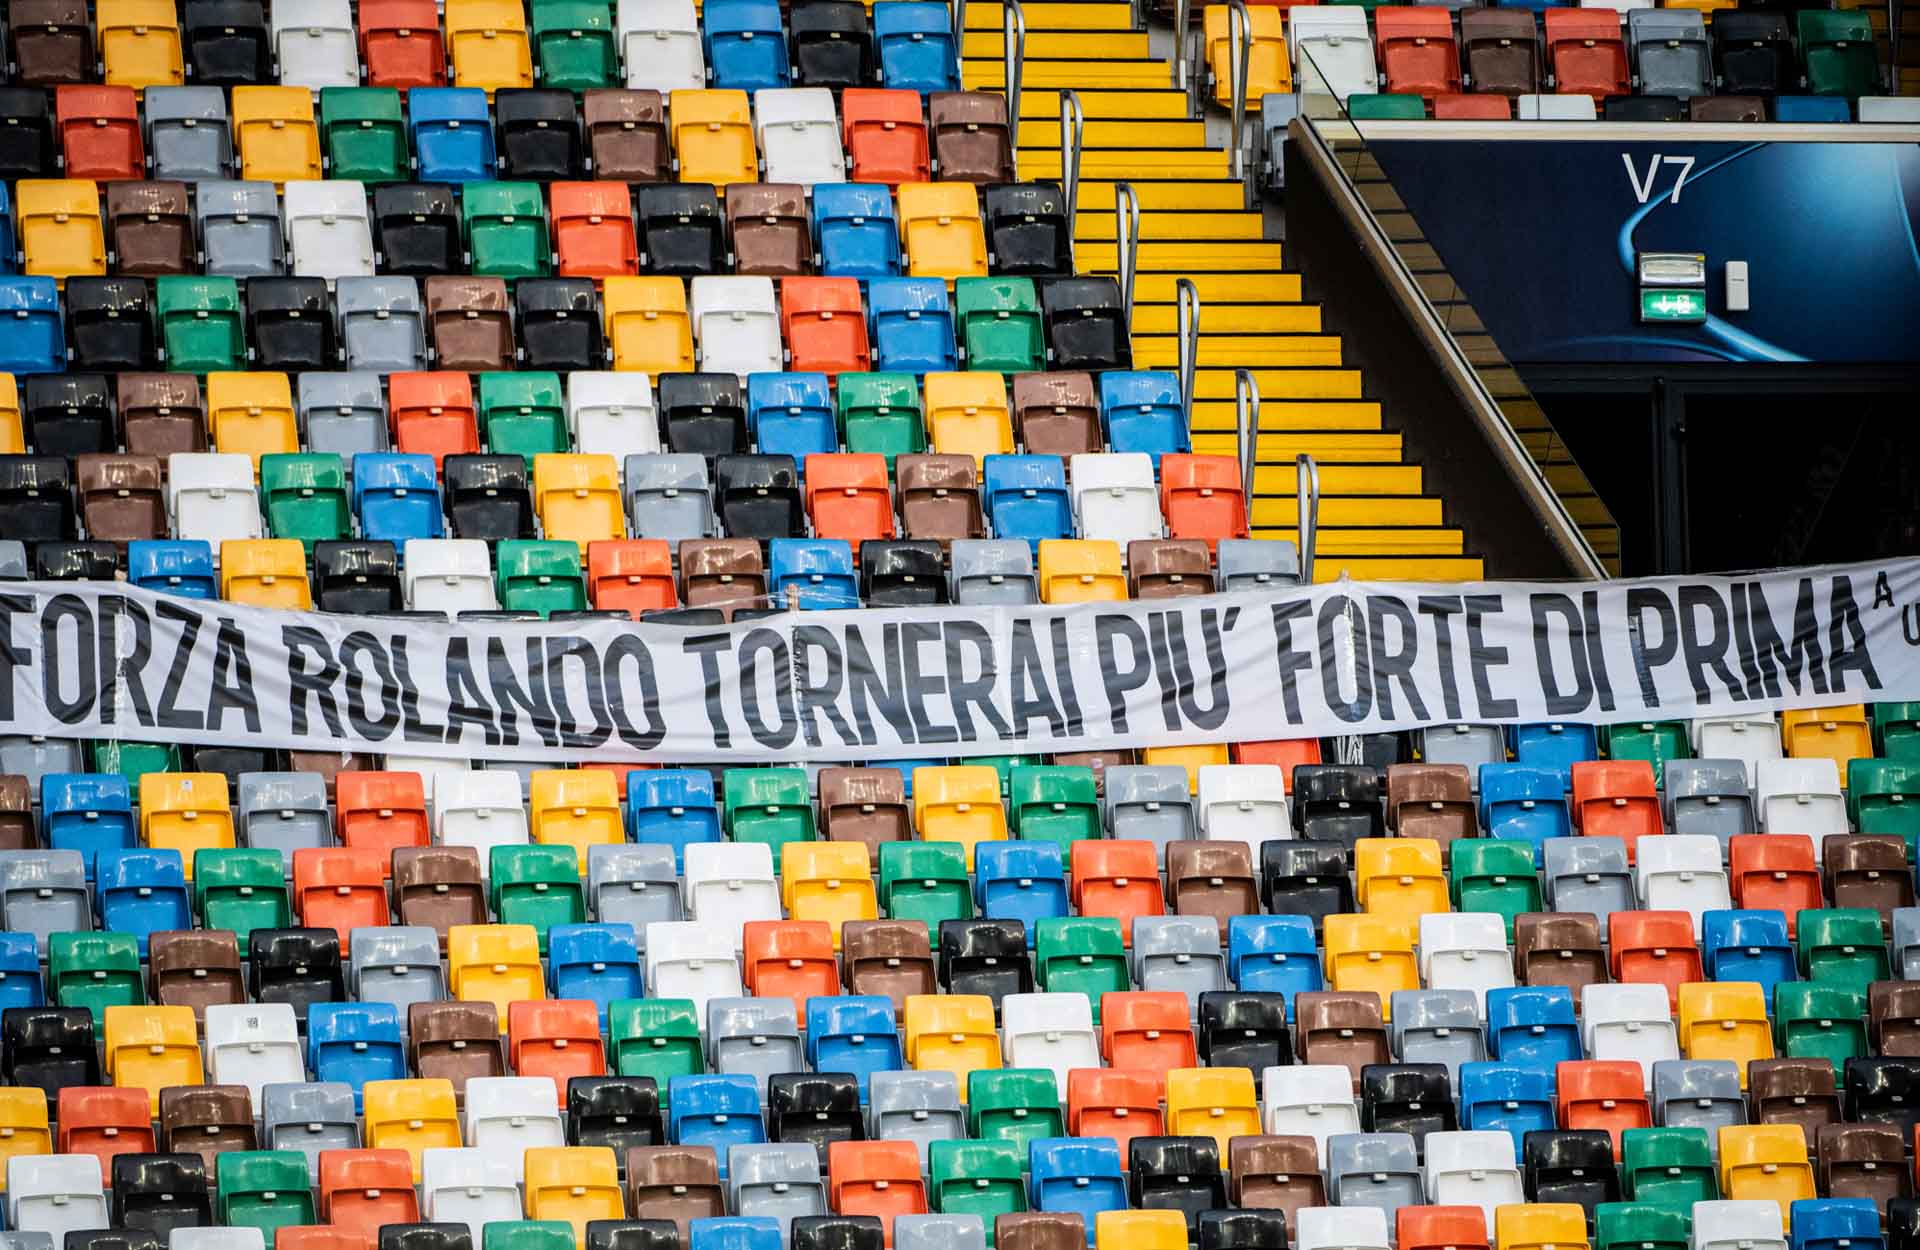 V7
FORZA ROLANDO TORNERAI PIU´ FORTE DI PRIMA
A
U